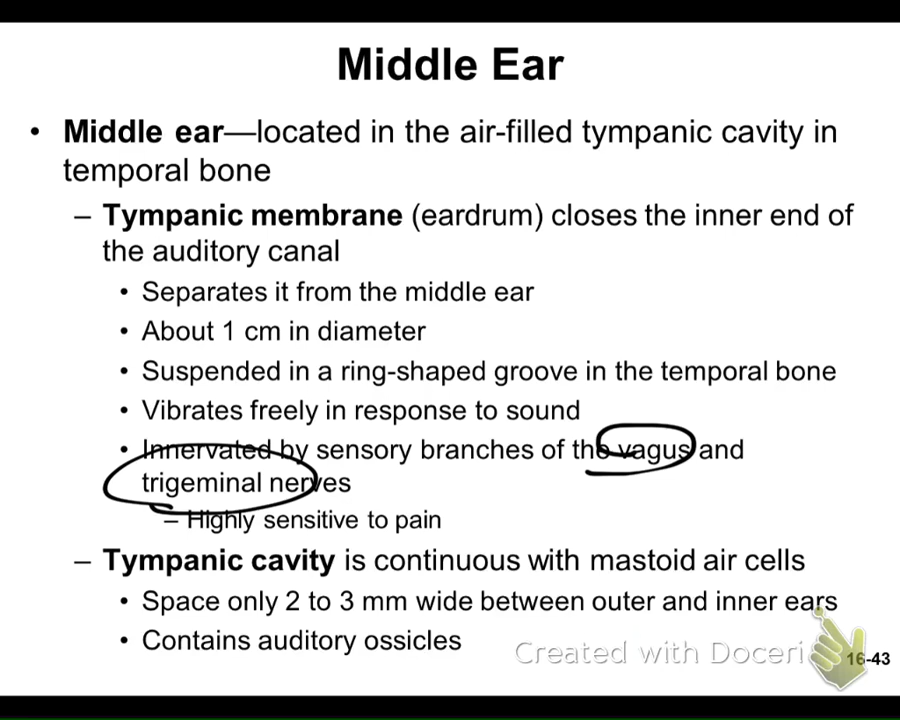 Middle Ear
• Middle ear—located in the air-filled tympanic cavity in
temporal bone
– Tympanic membrane (eardrum) closes the inner end of
the auditory canal
• Separates it from the middle ear
• About 1 cm in diameter
• Suspended in a ring-shaped groove in the temporal bone
• Vibrates freely in response to sound
• Innervated by sensory branches of the vagus and
trigeminal nerves
– Highly sensitive to pain
– Tympanic cavity is continuous with mastoid air cells
• Space only 2 to 3 mm wide between outer and inner ears
• Contains auditory ossicles
Created with Doceri
16-43